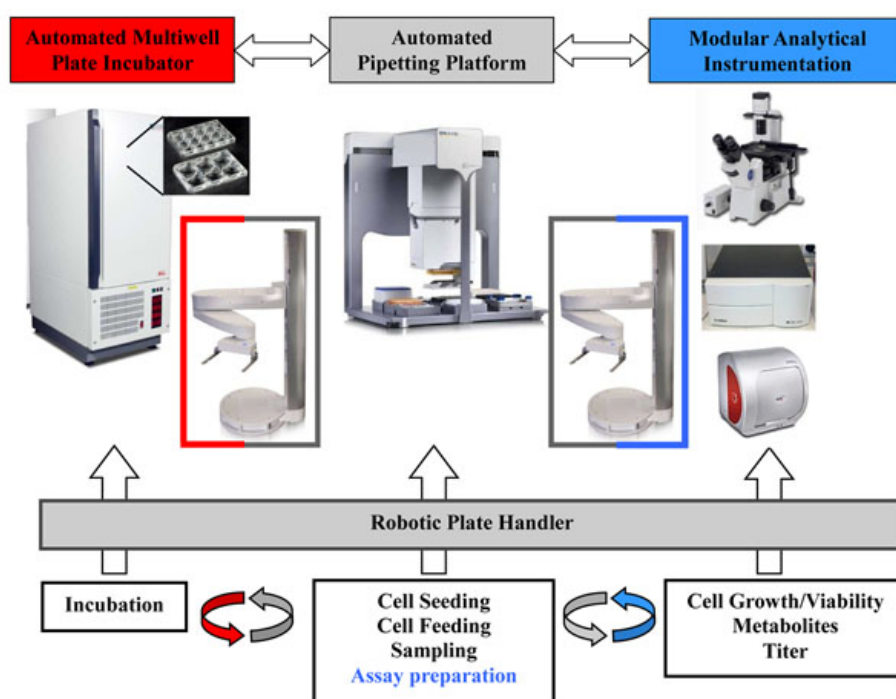 Automated Multiwell
Plate Incubator
Automated
Pipetting Platform
Modular Analytical
Instrumentation
Robotic Plate Handler
Incubation
Cell Seeding
Cell Feeding
Sampling
Assay preparation
Cell Growth/Viability
Metabolites
Titer